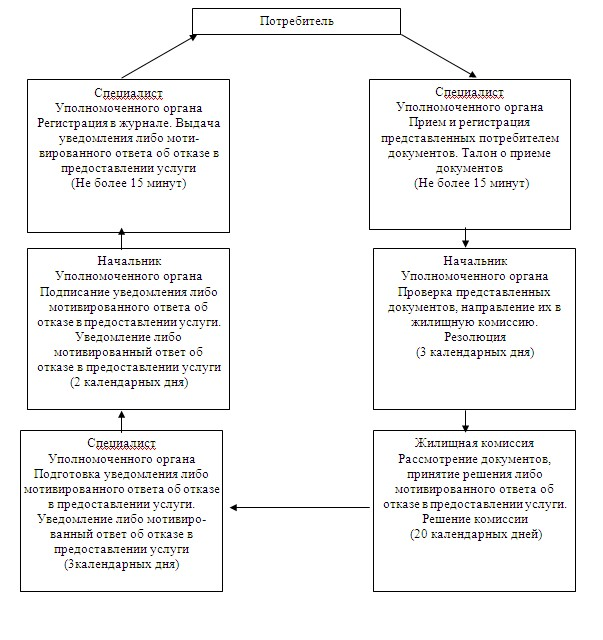 Потребитель
Специалист
Уполномоченного органа
Регистрация в журнале. Выдача
уведомления либо моти-
вированного ответа об отказе в
предоставлении услуги
(Не более 15 минут)
Специалист
Уполномоченного органа
Прием и регистрация
представленных потребителем
документов. Талон о приеме
документов
(Не более 15 минут)
Начальник
Уполномоченного органа
Подписание уведомления либо
мотивированного ответа об
отказе в предоставлении услуги.
Уведомление либо
мотивированный ответ об
отказе в предоставлении услуги
(2 календарных дня)
Начальник
Уполномоченного органа
Проверка представленных
документов, направление их в
жилищную комиссию.
Резолюция
(3 календарных дня)
Специалист
Уполномоченного органа
Подготовка уведомления либо
мотивированного ответа об отказе
в предоставлении услуги.
Уведомление либо мотивиро-
ванный ответ об отказе в
предоставлении услуги
(3календарных дня)
Жилищная комиссия
Рассмотрение документов,
принятие решения либо
мотивированного ответа об
отказе в предоставлении услуги.
Решение комиссии
(20 календарных дней)